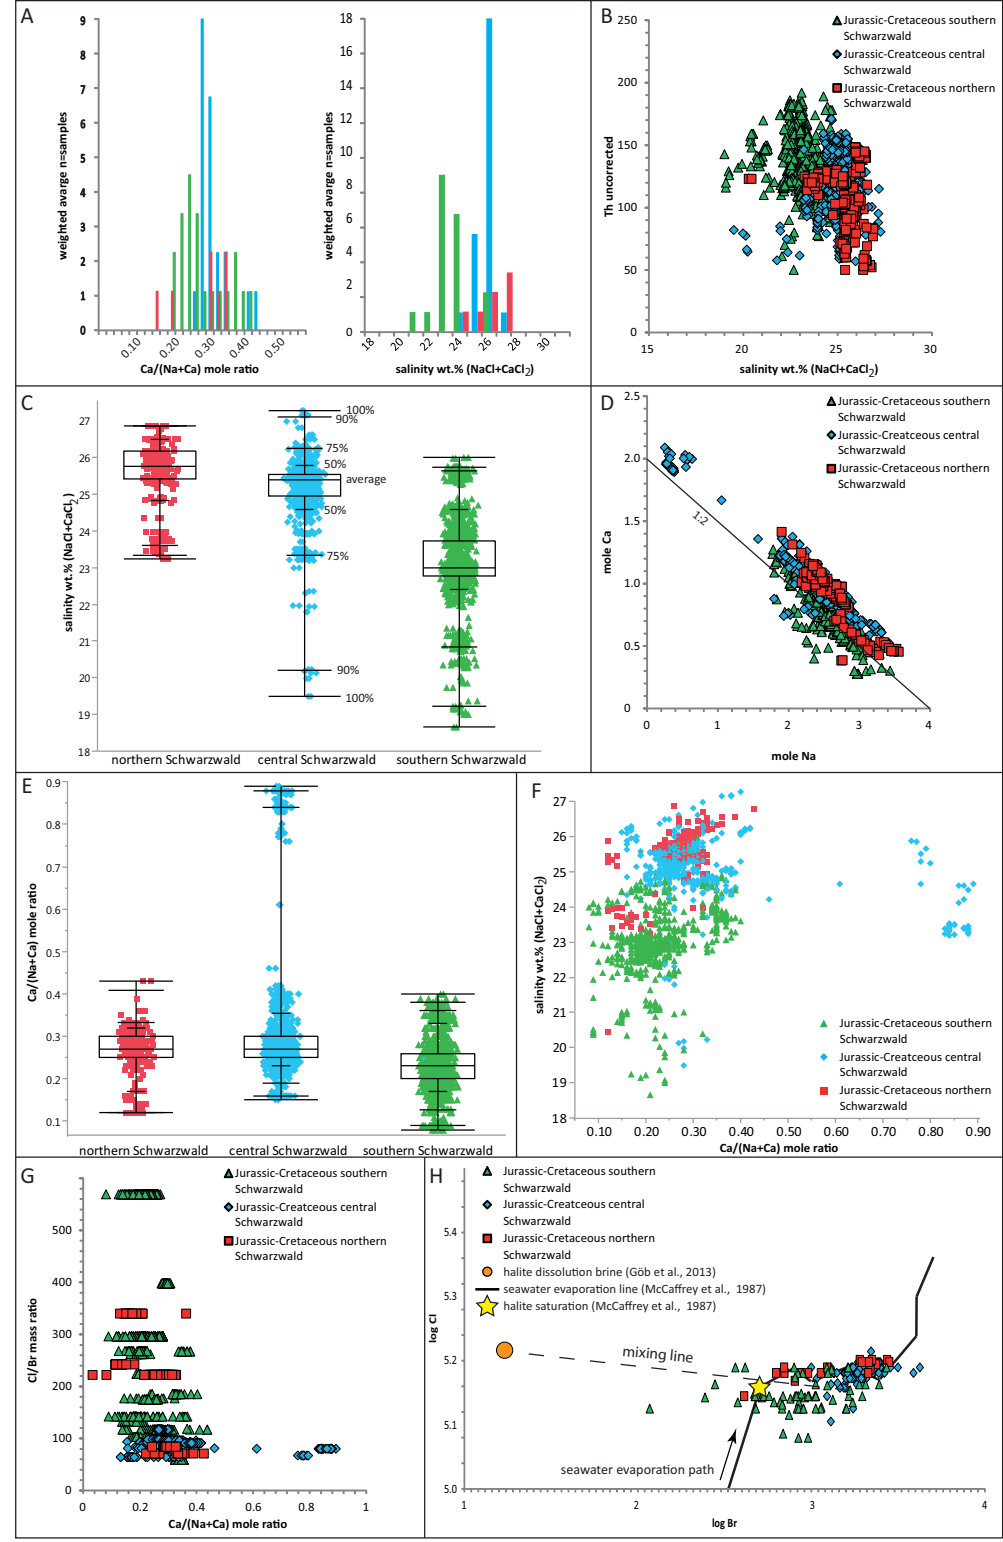 A
9
8
7
6
5
4
3
2
1
0
weighted avarge n=samples
0.10
0.20
0.30
0.40
0.50
Ca/(Na+Ca) mole ratio
18
16
14
12
10
8
6
4
2
0
weighted avarge n=samples
18
20
22
24
26
28
30
salinity wt.% (NaCl+CaCl2)
B
Jurassic-Cretaceous southern
Schwarzwald
Jurassic-Creatceous central
Schwarzwald
Jurassic-Creatceous northern
Schwarzwald
250
200
150
100
50
0
Th uncorrected
15
20
25
30
salinity wt.% (NaCl+CaCl2)
C
27
26
25
24
23
22
21
20
19
18
salinity wt.% (NaCl+CaCl2)
100%
90%
75%
50%
average
50%
75%
90%
100%
northern Schwarzwald
central Schwarzwald
southern Schwarzwald
D
Jurassic-Cretaceous southern
Schwarzwald
Jurassic-Creatceous central
Schwarzwald
Jurassic-Cretaceous northern
Schwarzwald
2.5
2.0
1.5
1.0
0.5
0
mole Ca
1:2
0
1
2
3
4
mole Na
E
0.9
0.8
0.7
0.6
0.5
0.4
0.3
0.2
0.1
Ca/(Na+Ca) mole ratio
northern Schwarzwald
central Schwarzwald
southern Schwarzwald
F
27
26
25
24
23
22
21
20
19
18
salinity wt.% (NaCl+CaCl2)
Jurassic-Cretaceous southern
Schwarzwald
Jurassic-Creatceous central
Schwarzwald
Jurassic-Cretaceous northern
Schwarzwald
0.10
0.20
0.30
0.40
0.50
0.60
0.70
0.80
0.90
Ca/(Na+Ca) mole ratio
G
Jurassic-Cretaceous southern
Schwarzwald
Jurassic-Creatceous central
Schwarzwald
Jurassic-Cretaceous northern
Schwarzwald
500
400
300
200
100
0
Cl/Br mass ratio
0
0.2
0.4
0.6
0.8
1
Ca/(Na+Ca) mole ratio
H
Jurassic-Cretaceous southern
Schwarzwald
Jurassic-Creatceous central
Schwarzwald
Jurassic-Cretaceous northern
Schwarzwald
halite dissolution brine (Göb et al., 2013)
seawater evaporation line (McCaffrey et al., 1987)
halite saturation (McCaffrey et al., 1987)
5.4
5.3
5.2
5.1
5.0
log Cl
mixing line
seawater evaporation path
1
2
3
4
log Br